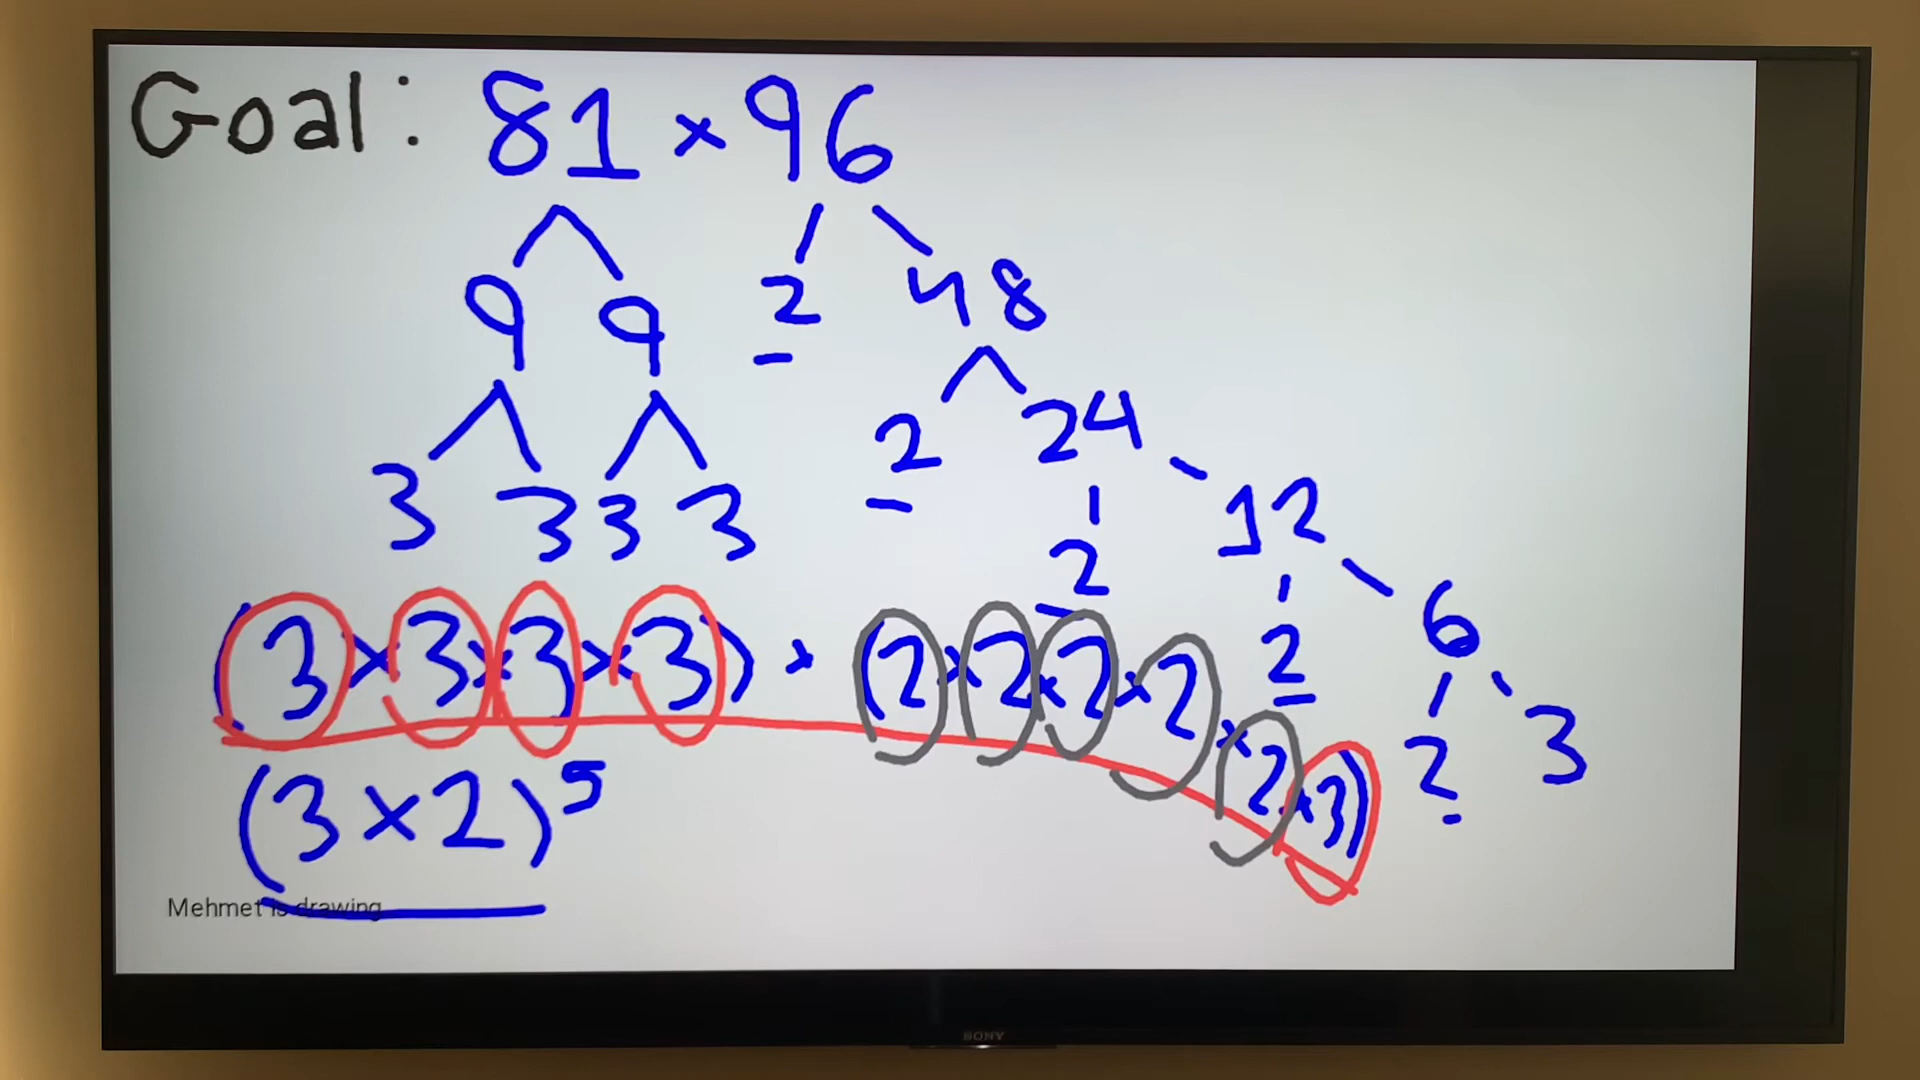 Goal: 81 × 96
9 9 2 48
3 3 3 3 2 24
2 12
2 6
2 3
(3×3×3×3) × (2×2×2×2×2×3)
(3×2)⁵
Mehmet is drawing
SONY